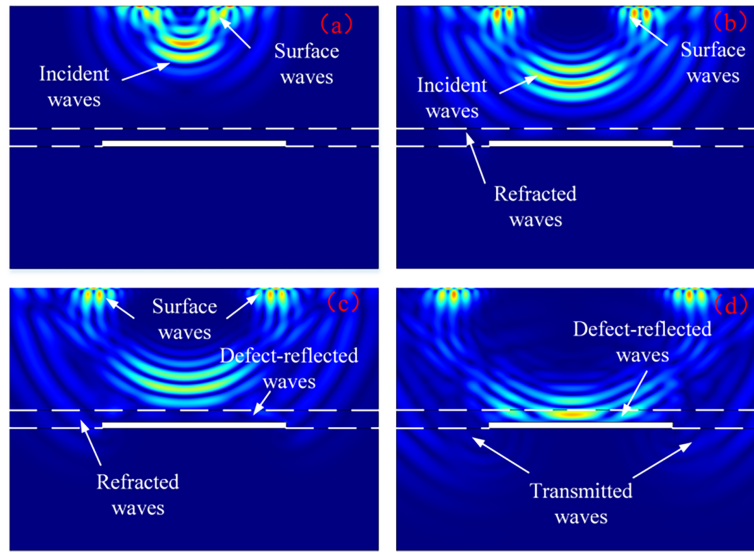 (a)
Surface
waves
Incident
waves
(b)
Surface
waves
Incident
waves
Refracted
waves
(c)
Surface
waves
Defect-reflected
waves
Refracted
waves
(d)
Defect-reflected
waves
Transmitted
waves